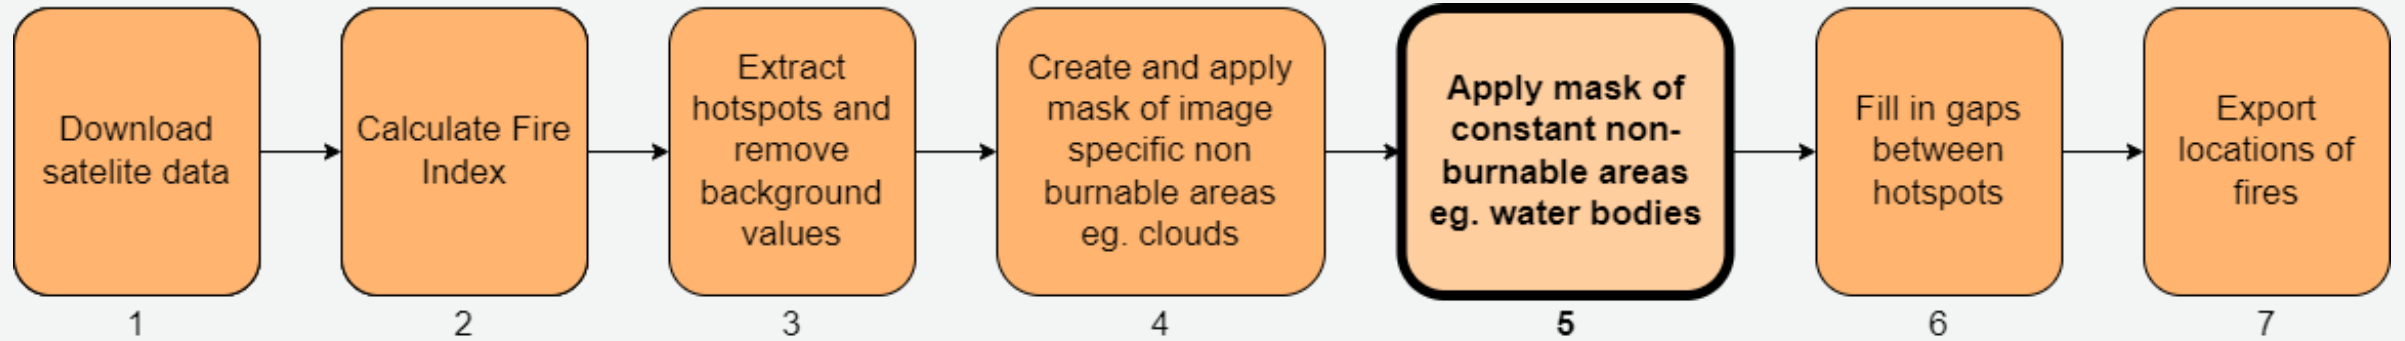 Download
satelite data
Calculate Fire
Index
Extract
hotspots and
remove
background
values
Create and apply
mask of image
specific non
burnable areas
eg. clouds
Apply mask of
constant non-
burnable areas
eg. water bodies
Fill in gaps
between
hotspots
Export
locations of
fires
1
2
3
4
5
6
7